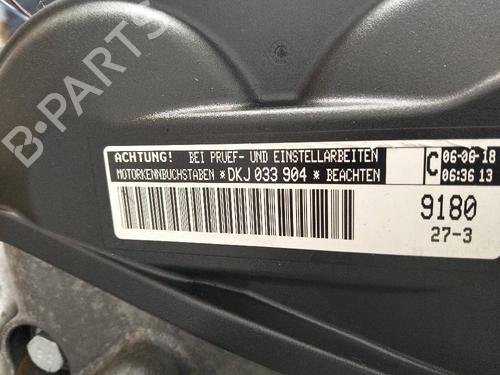 B-PARTS
ACHTUNG! BEI PRUEF- UND EINSTELLARBEITEN
MOTORKENNBUCHSTABEN *DKJ 033 904 * BEACHTEN
C 06-06-18
06:36 13
9180
27-3